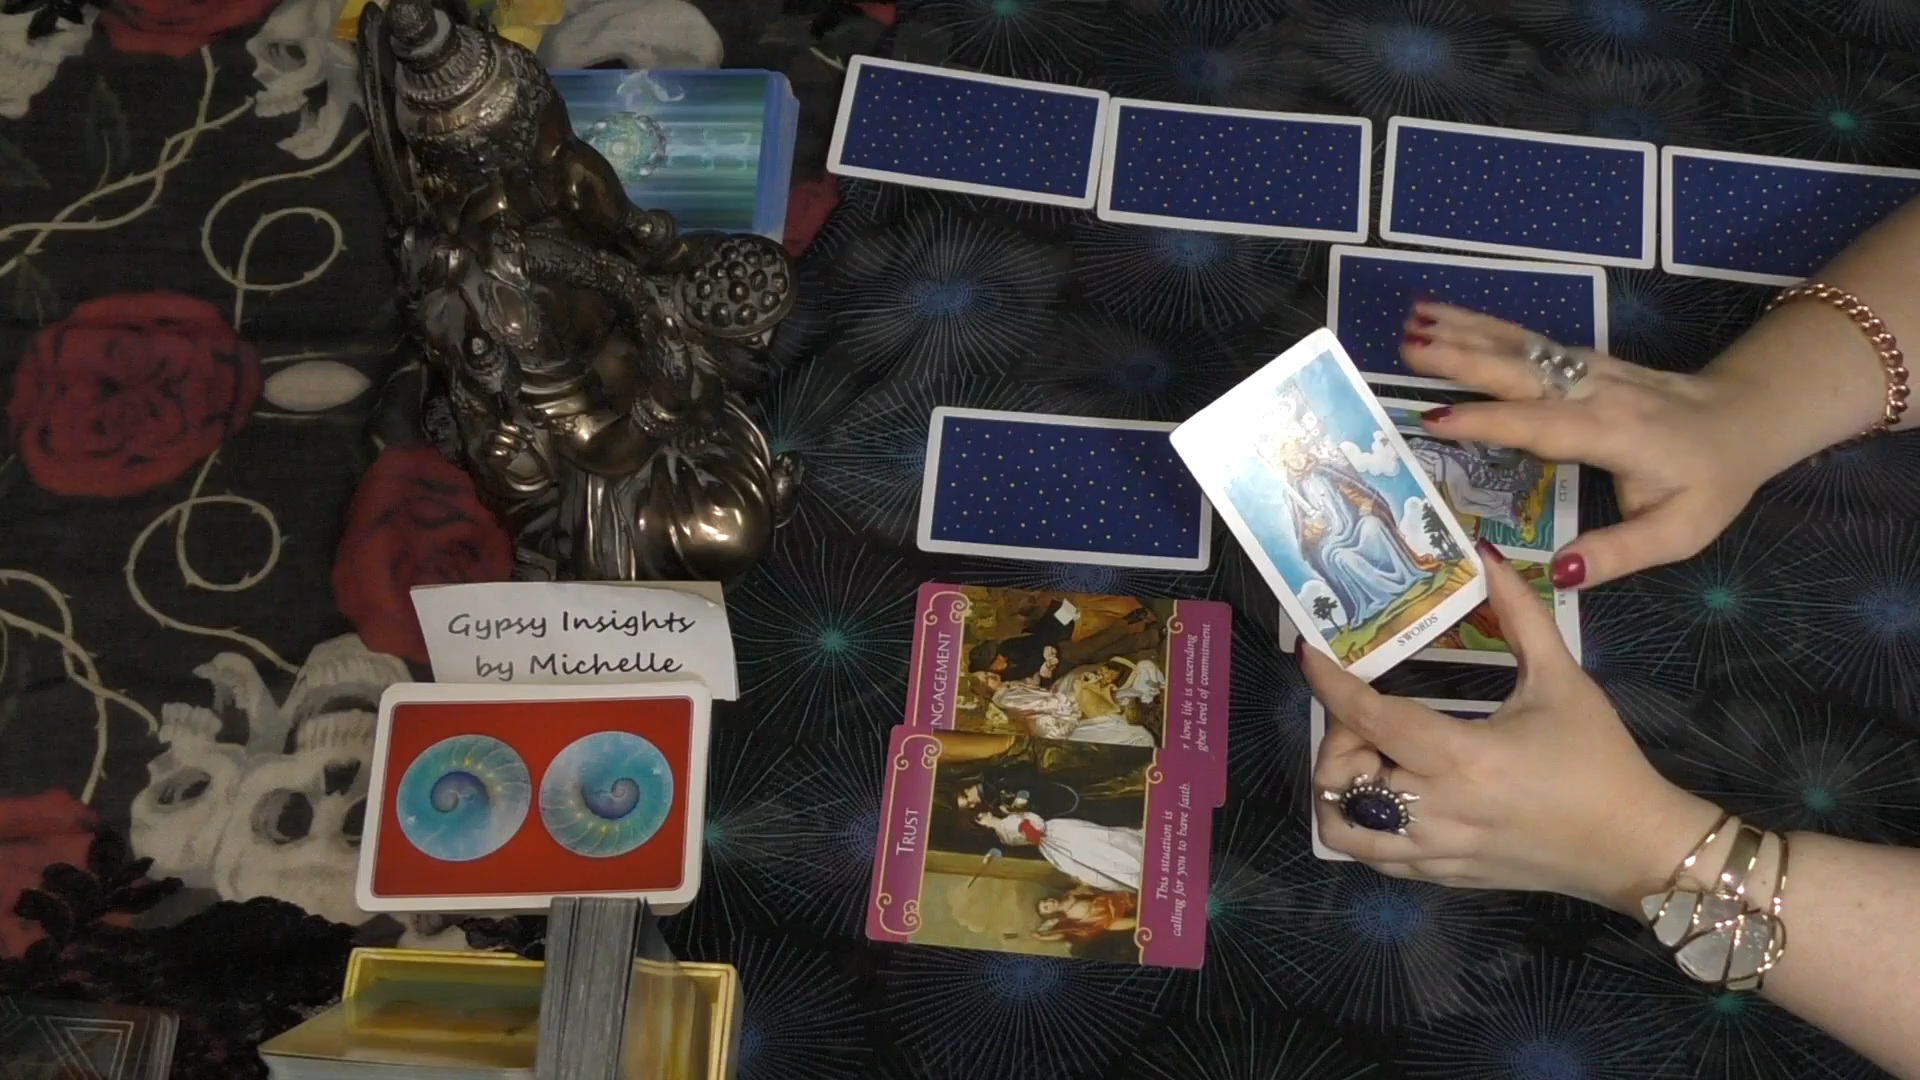 Gypsy Insights
by Michelle
NGAGEMENT
r love life is ascending
gher level of commitment
TRUST
This situation is
calling for you to have faith.
SWORDS